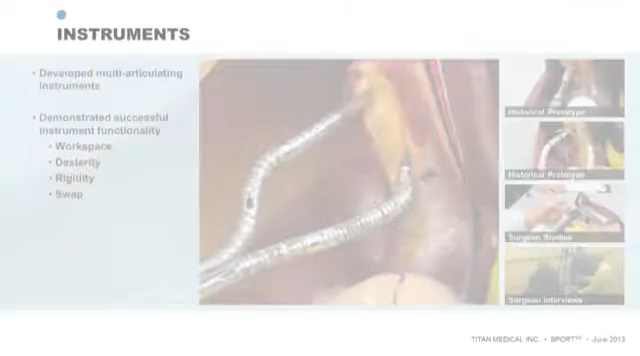 INSTRUMENTS
• Developed multi-articulating
instruments
• Demonstrated successful
instrument functionality
• Workspace
• Dexterity
• Rigidity
• Swap
Historical Prototype
Historical Prototype
Surgeon Studies
Surgeon Interviews
TITAN MEDICAL INC. • SPORT™ • June 2013